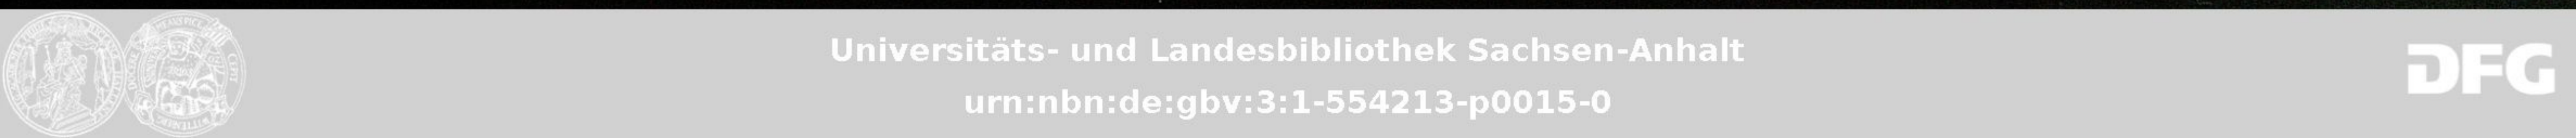 Universitäts- und Landesbibliothek Sachsen-Anhalt
urn:nbn:de:gbv:3:1-554213-p0015-0
DFG